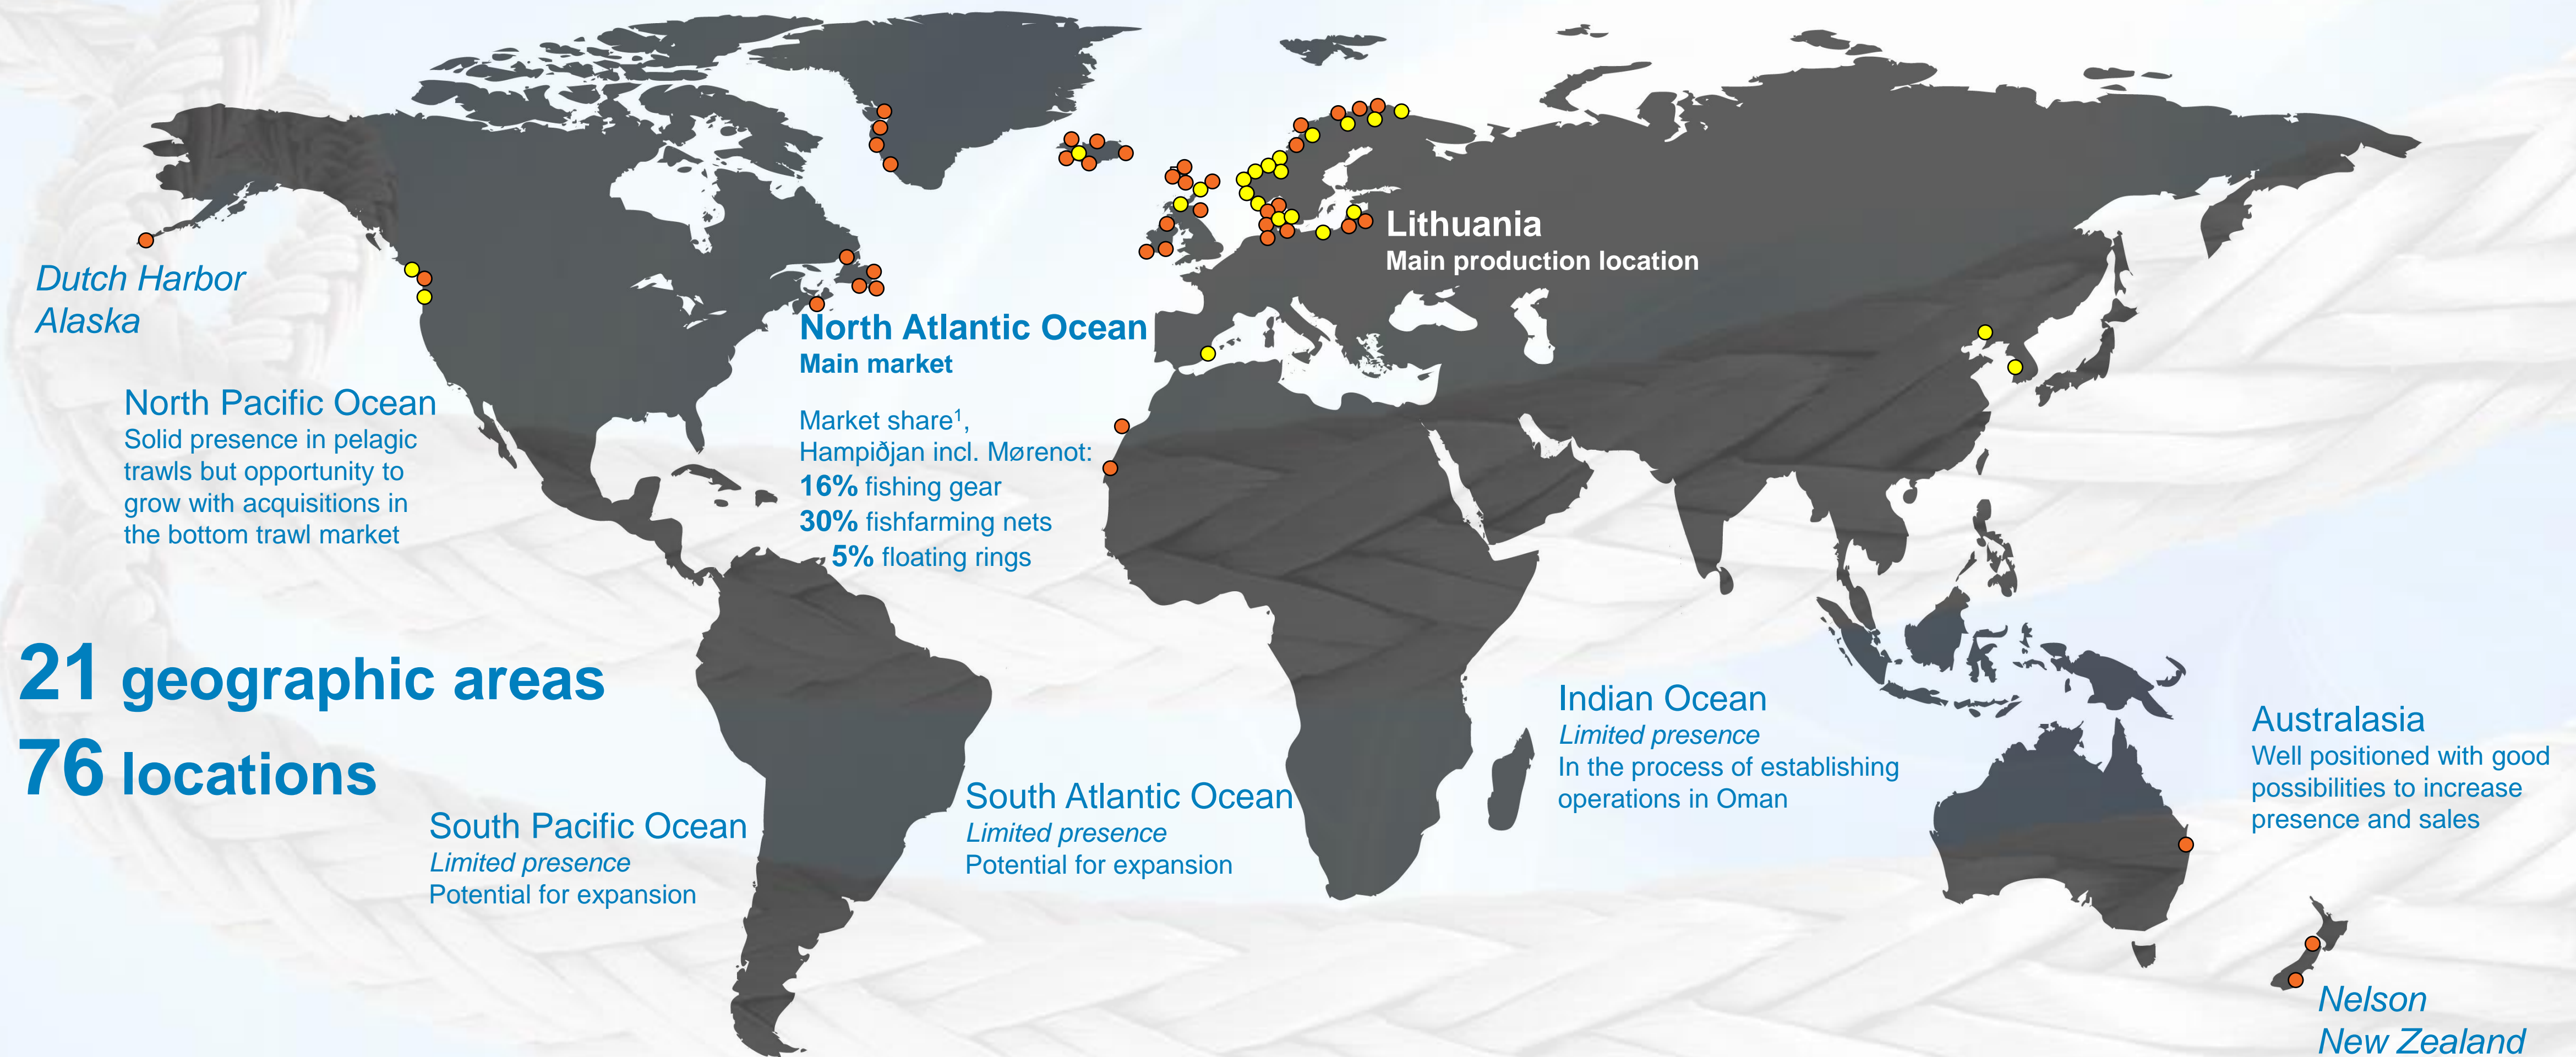 Dutch Harbor
Alaska
North Pacific Ocean
Solid presence in pelagic
trawls but opportunity to
grow with acquisitions in
the bottom trawl market
21 geographic areas
76 locations
South Pacific Ocean
Limited presence
Potential for expansion
North Atlantic Ocean
Main market
Market share¹,
Hampiðjan incl. Mørenot:
16% fishing gear
30% fishfarming nets
5% floating rings
Lithuania
Main production location
South Atlantic Ocean
Limited presence
Potential for expansion
Indian Ocean
Limited presence
In the process of establishing
operations in Oman
Australasia
Well positioned with good
possibilities to increase
presence and sales
Nelson
New Zealand